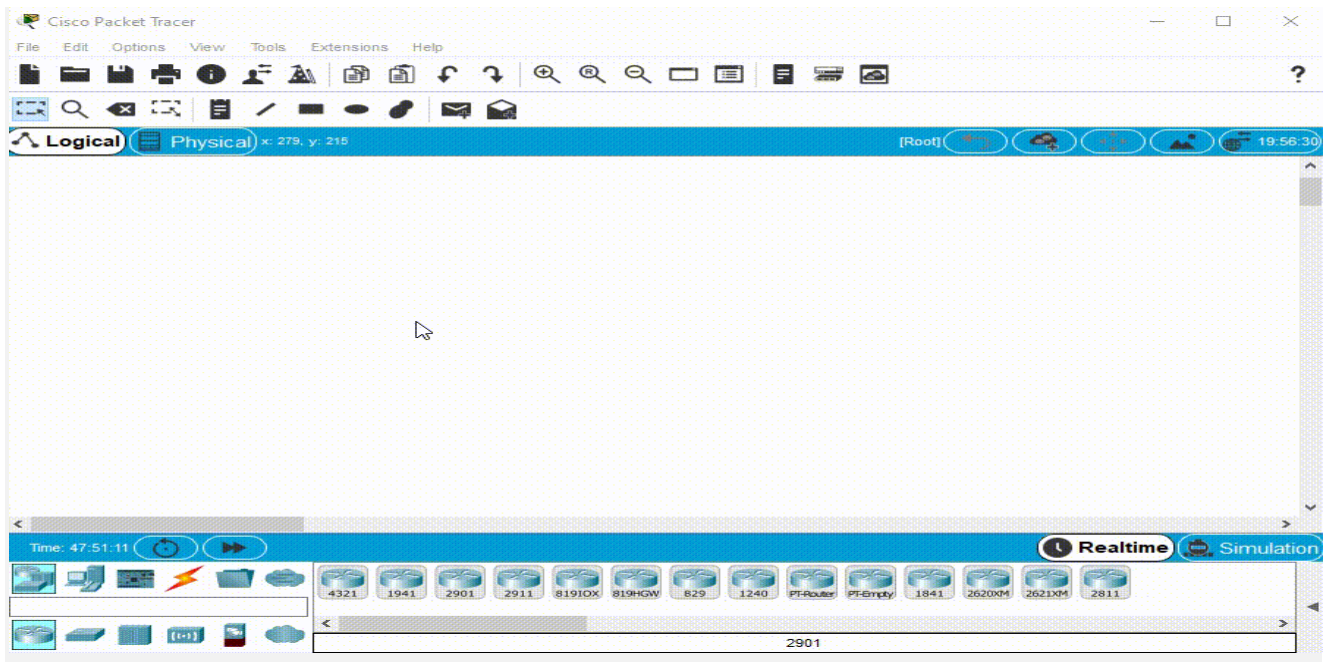 Cisco Packet Tracer
File Edit Options View Tools Extensions Help
?
Logical Physical x: 279, y: 215 [Root] 19:56:30
Time: 47:51:11 Realtime Simulation
4321 1941 2901 2911 819IOX 819HGW 829 1240 PT-Router PT-Empty 1841 2620XM 2621XM 2811
2901